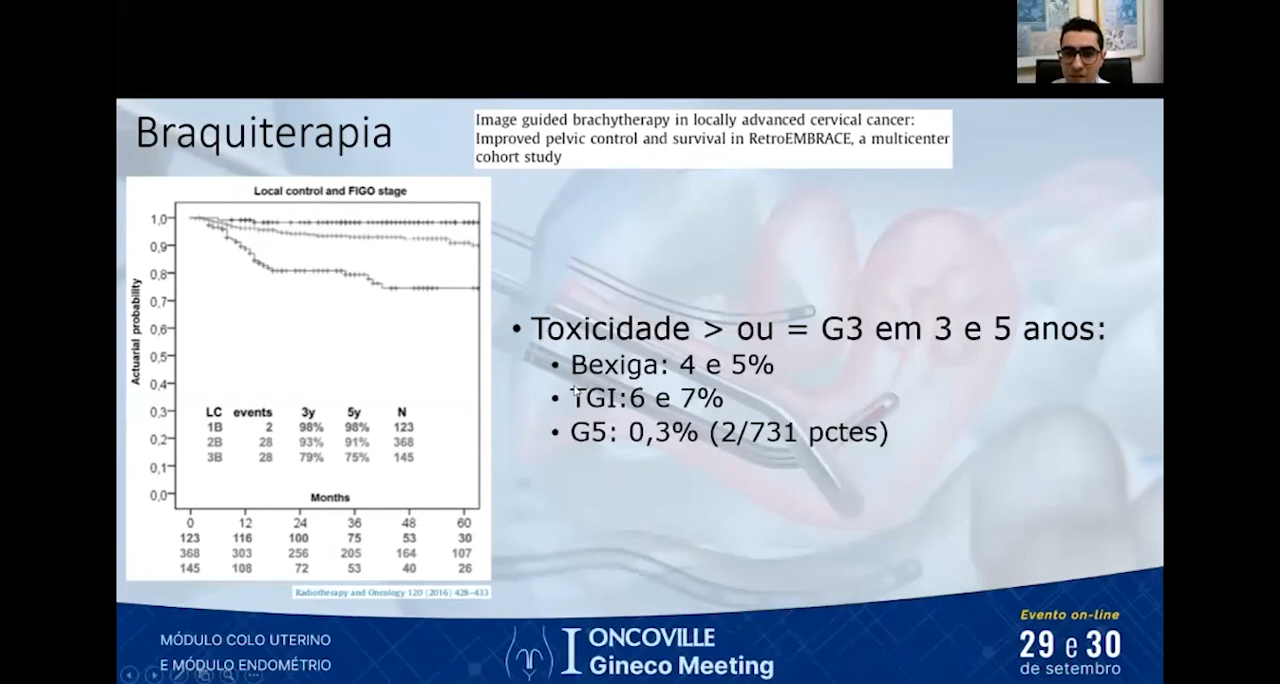 Braquiterapia
Image guided brachytherapy in locally advanced cervical cancer:
Improved pelvic control and survival in RetroEMBRACE, a multicenter
cohort study
Local control and FIGO stage
Actuarial probability
1,0
0,9
0,8
0,7
0,6
0,5
0,4
0,3
0,2
0,1
0,0
LC events 3y 5y N
1B 2 98% 98% 123
2B 28 93% 91% 368
3B 28 79% 75% 145
Months
0 12 24 36 48 60
123 116 100 75 53 30
368 303 256 205 164 107
145 108 72 53 40 26
Radiotherapy and Oncology 120 (2016) 428–433
• Toxicidade > ou = G3 em 3 e 5 anos:
• Bexiga: 4 e 5%
• TGI:6 e 7%
• G5: 0,3% (2/731 pctes)
MÓDULO COLO UTERINO
E MÓDULO ENDOMÉTRIO
I ONCOVILLE
Gineco Meeting
Evento on-line
29 e 30
de setembro